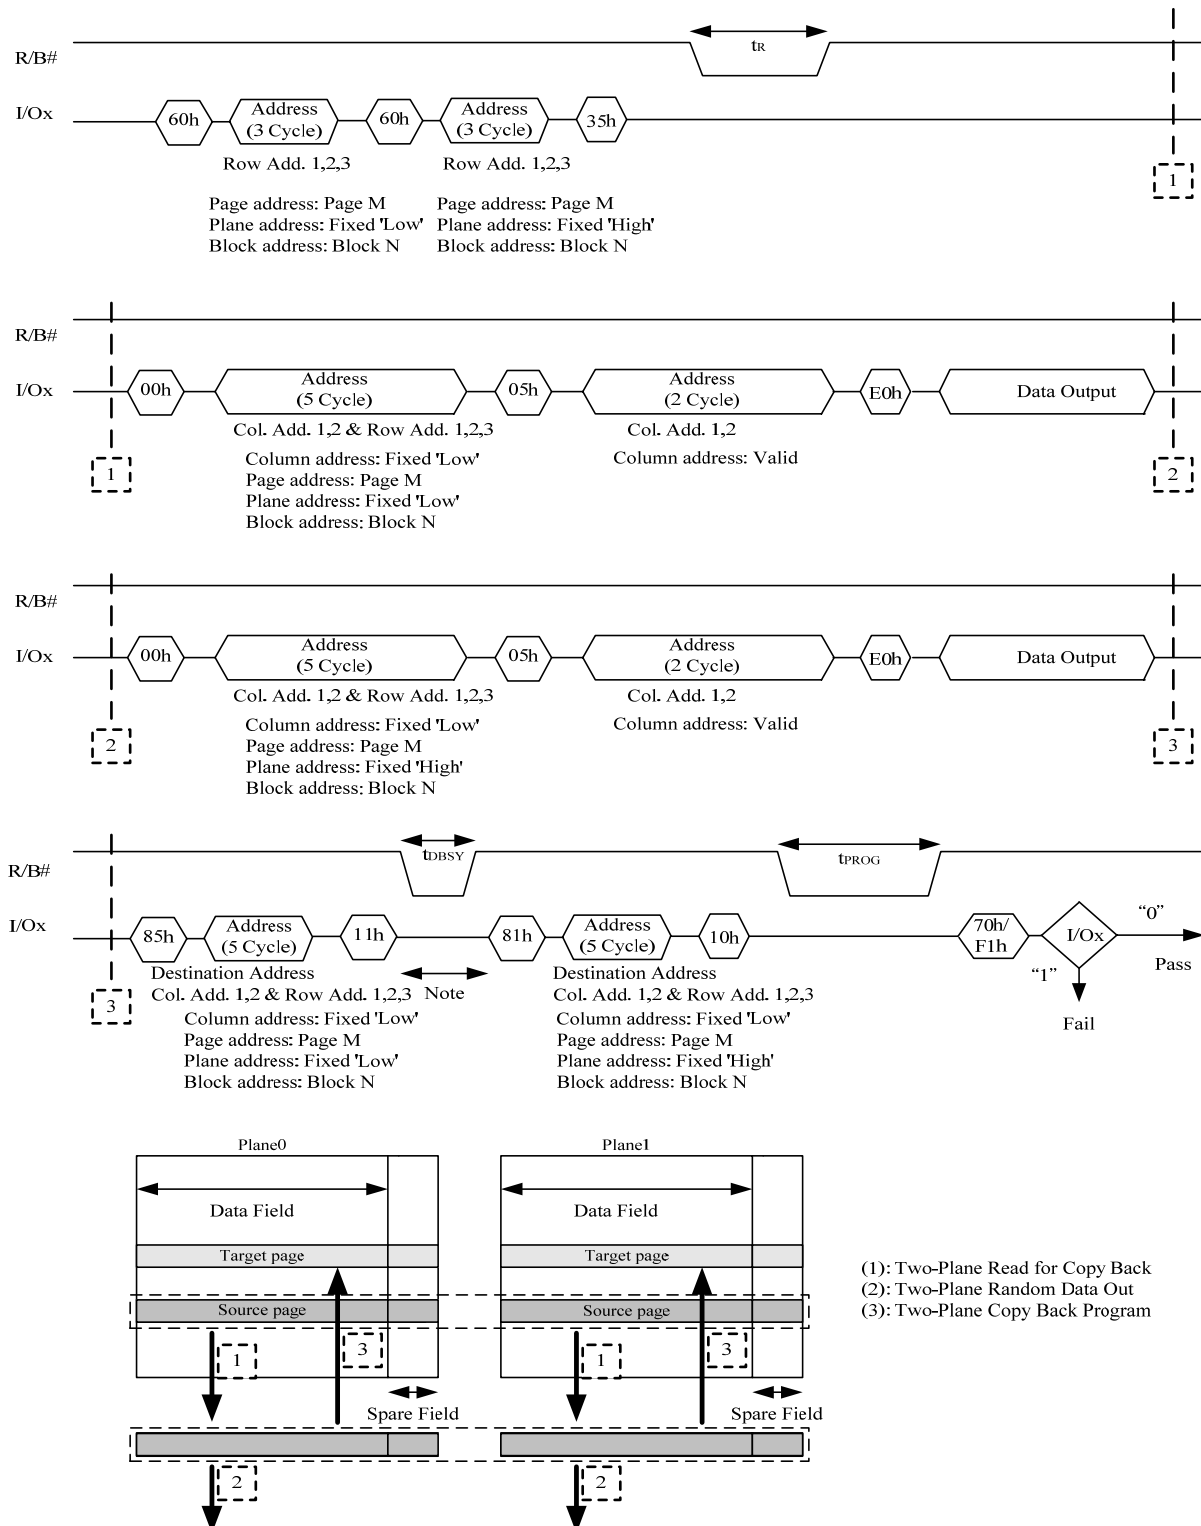 tR
R/B#
I/Ox
60h
Address
(3 Cycle)
60h
Address
(3 Cycle)
35h
Row Add. 1,2,3
Row Add. 1,2,3
Page address: Page M
Plane address: Fixed 'Low'
Block address: Block N
Page address: Page M
Plane address: Fixed 'High'
Block address: Block N
1
R/B#
I/Ox
00h
Address
(5 Cycle)
05h
Address
(2 Cycle)
E0h
Data Output
Col. Add. 1,2 & Row Add. 1,2,3
Column address: Fixed 'Low'
Page address: Page M
Plane address: Fixed 'Low'
Block address: Block N
Col. Add. 1,2
Column address: Valid
1
2
R/B#
I/Ox
00h
Address
(5 Cycle)
05h
Address
(2 Cycle)
E0h
Data Output
Col. Add. 1,2 & Row Add. 1,2,3
Column address: Fixed 'Low'
Page address: Page M
Plane address: Fixed 'High'
Block address: Block N
Col. Add. 1,2
Column address: Valid
2
3
tDBSY
tPROG
R/B#
I/Ox
85h
Address
(5 Cycle)
11h
81h
Address
(5 Cycle)
10h
70h/
F1h
I/Ox
“0”
Pass
“1”
Fail
Destination Address
Col. Add. 1,2 & Row Add. 1,2,3
Column address: Fixed 'Low'
Page address: Page M
Plane address: Fixed 'Low'
Block address: Block N
Note
Destination Address
Col. Add. 1,2 & Row Add. 1,2,3
Column address: Fixed 'Low'
Page address: Page M
Plane address: Fixed 'High'
Block address: Block N
3
Plane0
Data Field
Target page
Source page
1
3
Spare Field
2
Plane1
Data Field
Target page
Source page
1
3
Spare Field
2
(1): Two-Plane Read for Copy Back
(2): Two-Plane Random Data Out
(3): Two-Plane Copy Back Program